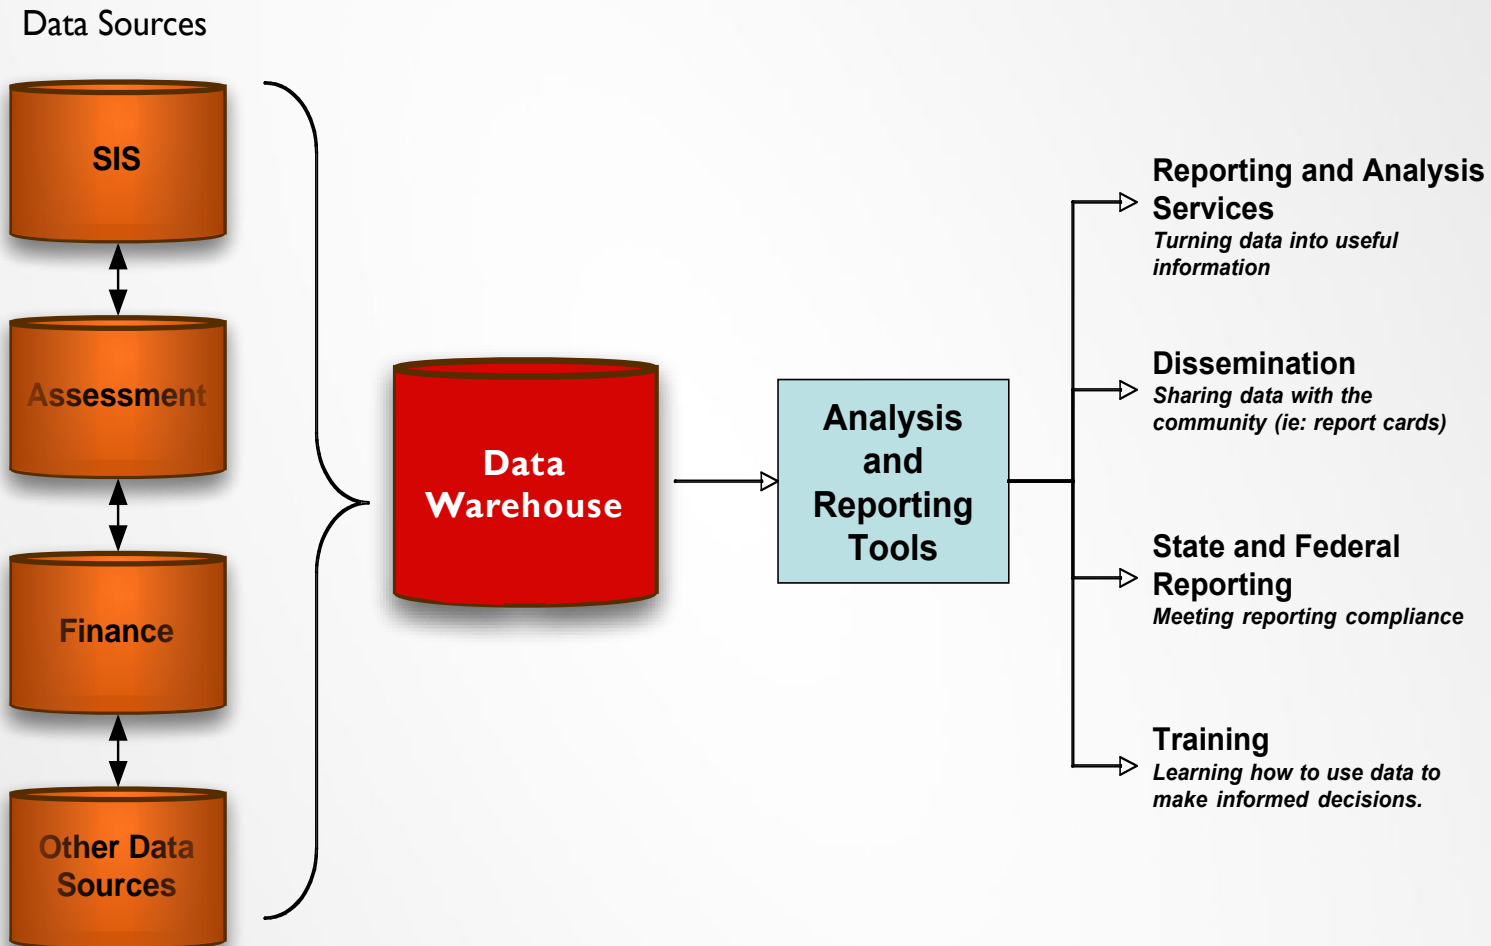 Data Sources
SIS
Assessment
Finance
Other Data
Sources
Data
Warehouse
Analysis
and
Reporting
Tools
Reporting and Analysis
Services
Turning data into useful
information
Dissemination
Sharing data with the
community (ie: report cards)
State and Federal
Reporting
Meeting reporting compliance
Training
Learning how to use data to
make informed decisions.